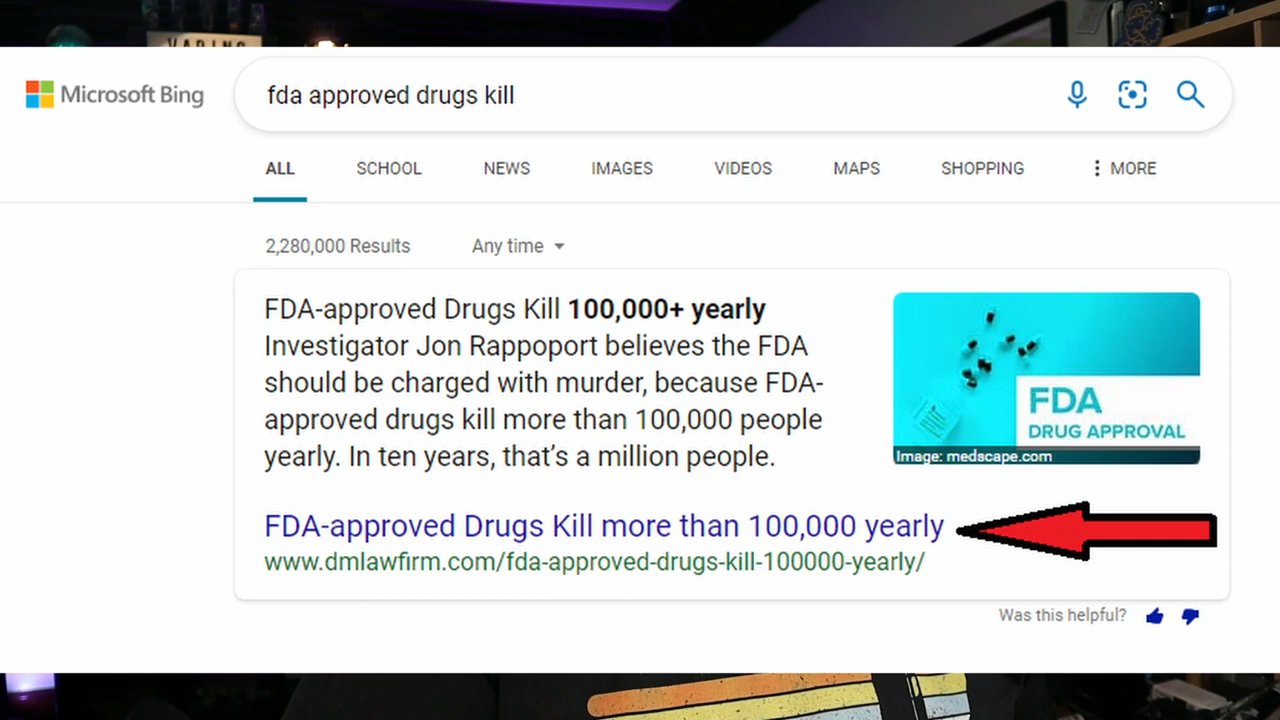 VAPING
Microsoft Bing
fda approved drugs kill
ALL SCHOOL NEWS IMAGES VIDEOS MAPS SHOPPING MORE
2,280,000 Results Any time
FDA-approved Drugs Kill 100,000+ yearly
Investigator Jon Rappoport believes the FDA
should be charged with murder, because FDA-
approved drugs kill more than 100,000 people
yearly. In ten years, that’s a million people.
FDA
DRUG APPROVAL
Image: medscape.com
FDA-approved Drugs Kill more than 100,000 yearly
www.dmlawfirm.com/fda-approved-drugs-kill-100000-yearly/
Was this helpful?